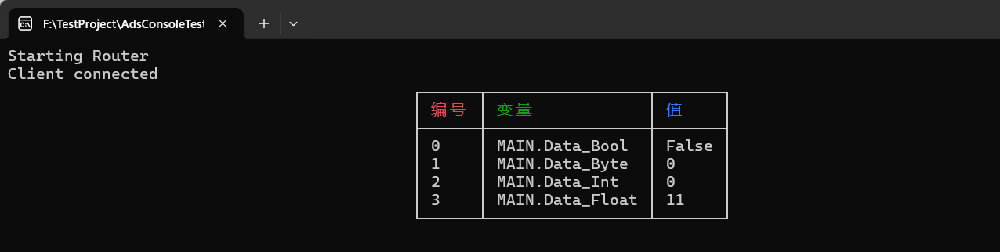 F:\TestProject\AdsConsoleTest
Starting Router
Client connected
编号 变量 值
0 MAIN.Data_Bool False
1 MAIN.Data_Byte 0
2 MAIN.Data_Int 0
3 MAIN.Data_Float 11